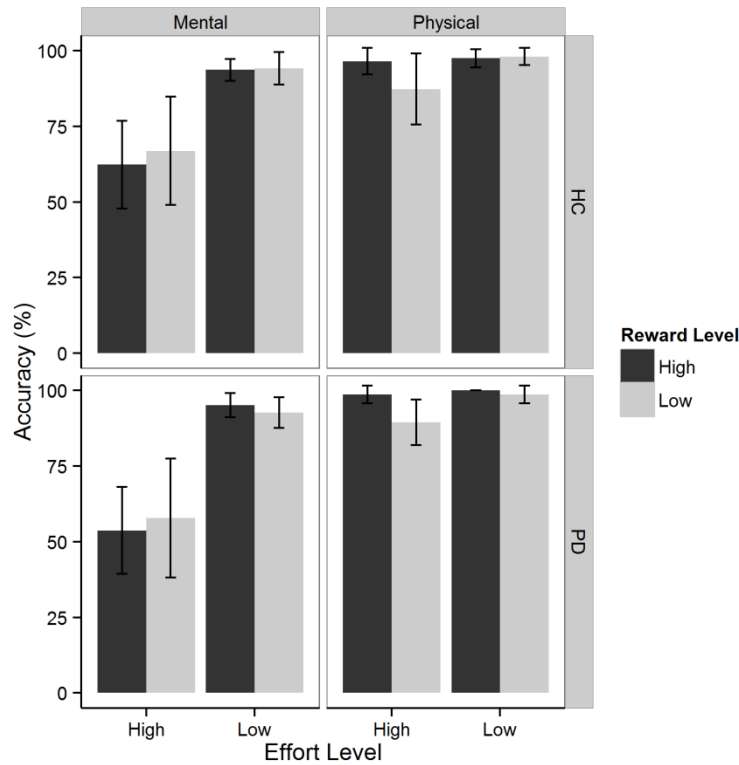 Mental Physical
100
75
50
25
0
HC
100
75
50
25
0
PD
Accuracy (%)
High Low High Low
Effort Level
Reward Level
High
Low